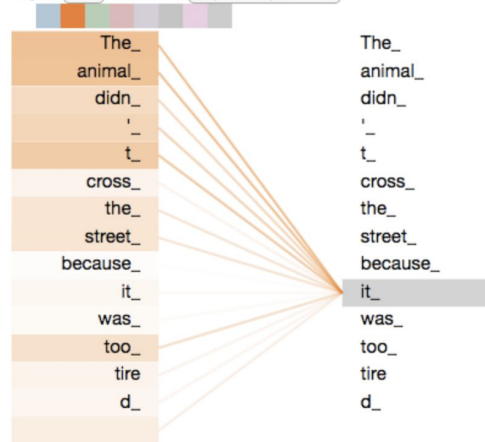 The_ The_
animal_ animal_
didn_ didn_
'_ '_
t_ t_
cross_ cross_
the_ the_
street_ street_
because_ because_
it_ it_
was_ was_
too_ too_
tire tire
d_ d_